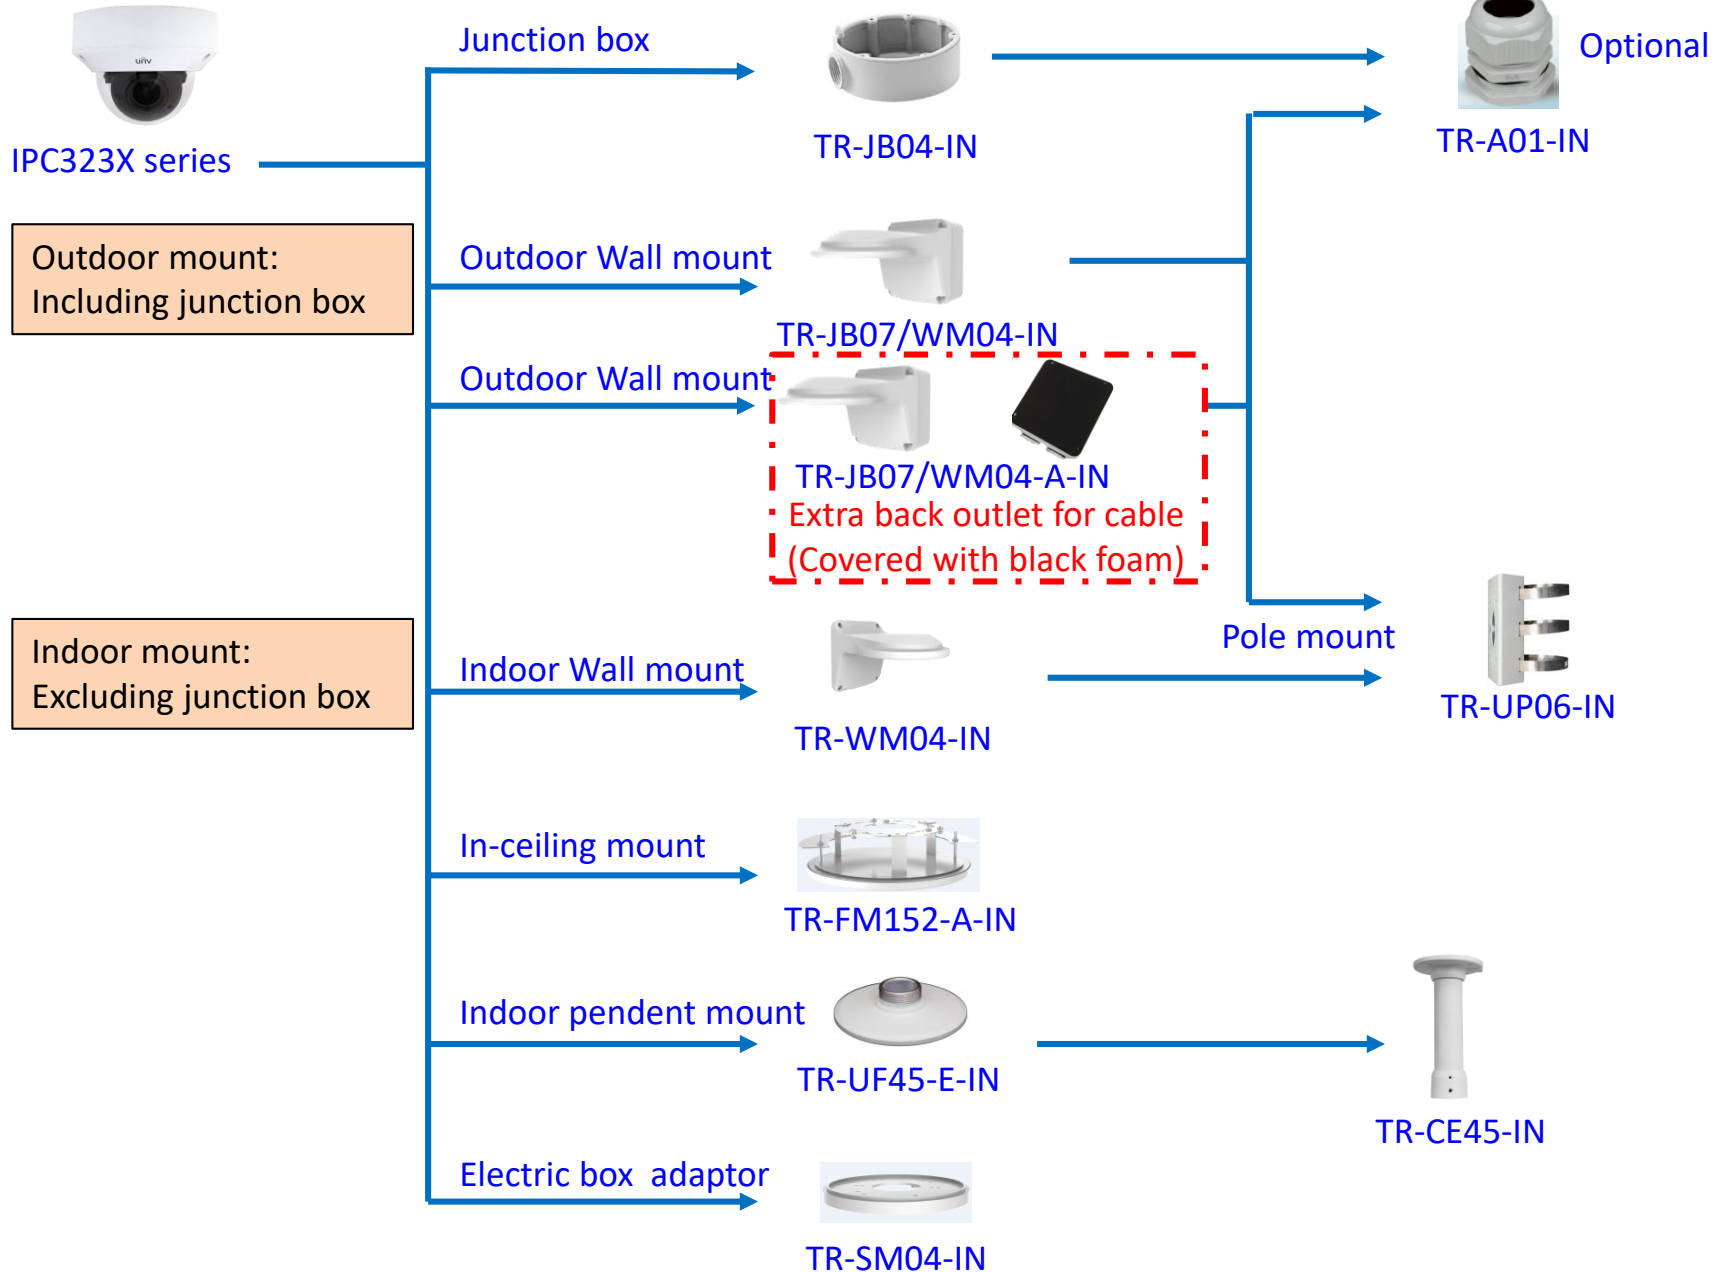 unv
IPC323X series
Junction box
TR-JB04-IN
Optional
TR-A01-IN
Outdoor mount:
Including junction box
Outdoor Wall mount
TR-JB07/WM04-IN
Outdoor Wall mount
TR-JB07/WM04-A-IN
Extra back outlet for cable
(Covered with black foam)
Indoor mount:
Excluding junction box
Indoor Wall mount
TR-WM04-IN
Pole mount
TR-UP06-IN
In-ceiling mount
TR-FM152-A-IN
Indoor pendent mount
TR-UF45-E-IN
TR-CE45-IN
Electric box  adaptor
TR-SM04-IN